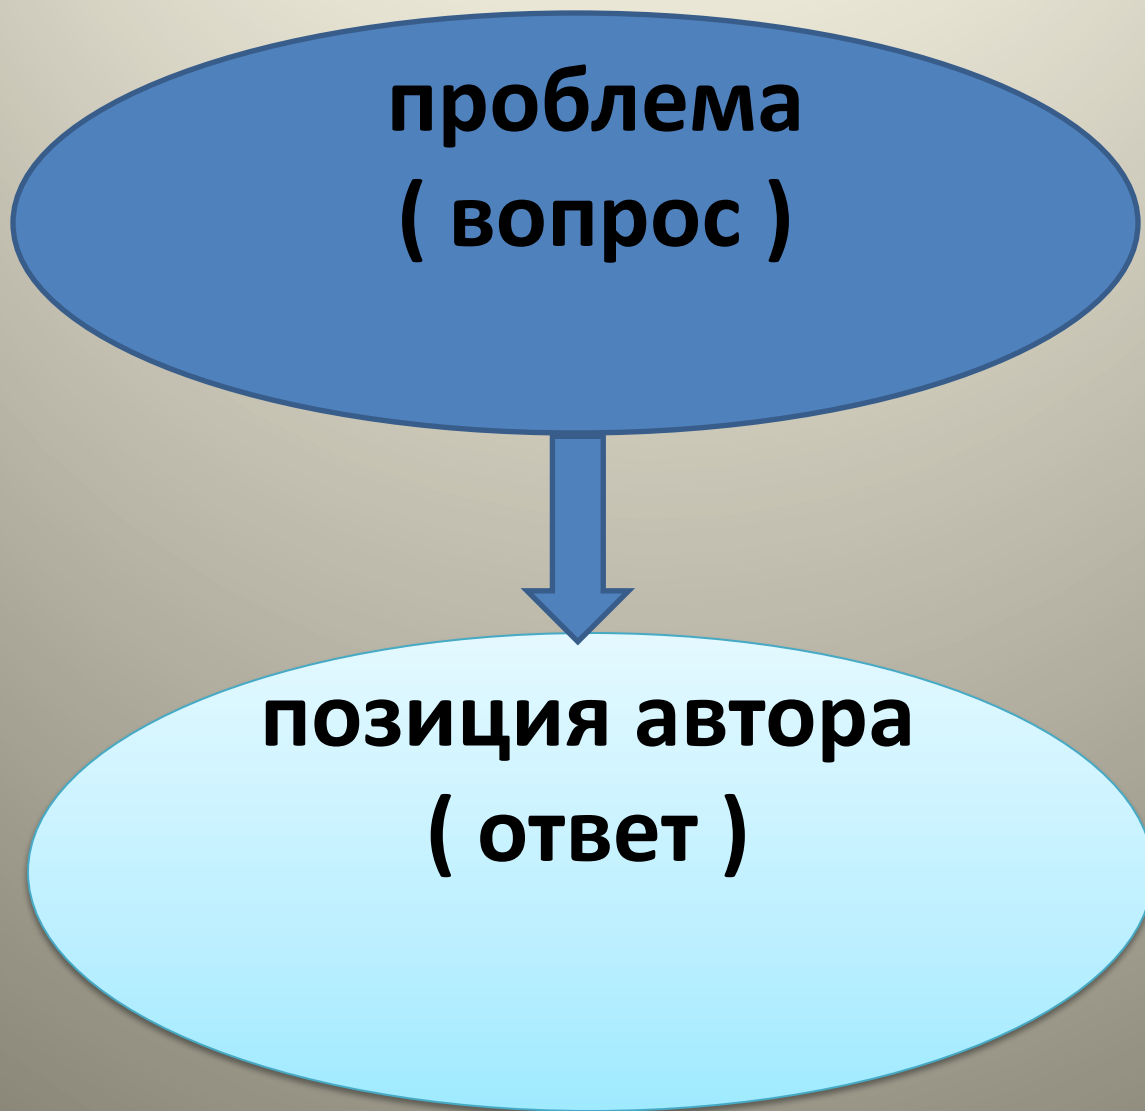 проблема
( вопрос )
позиция автора
( ответ )